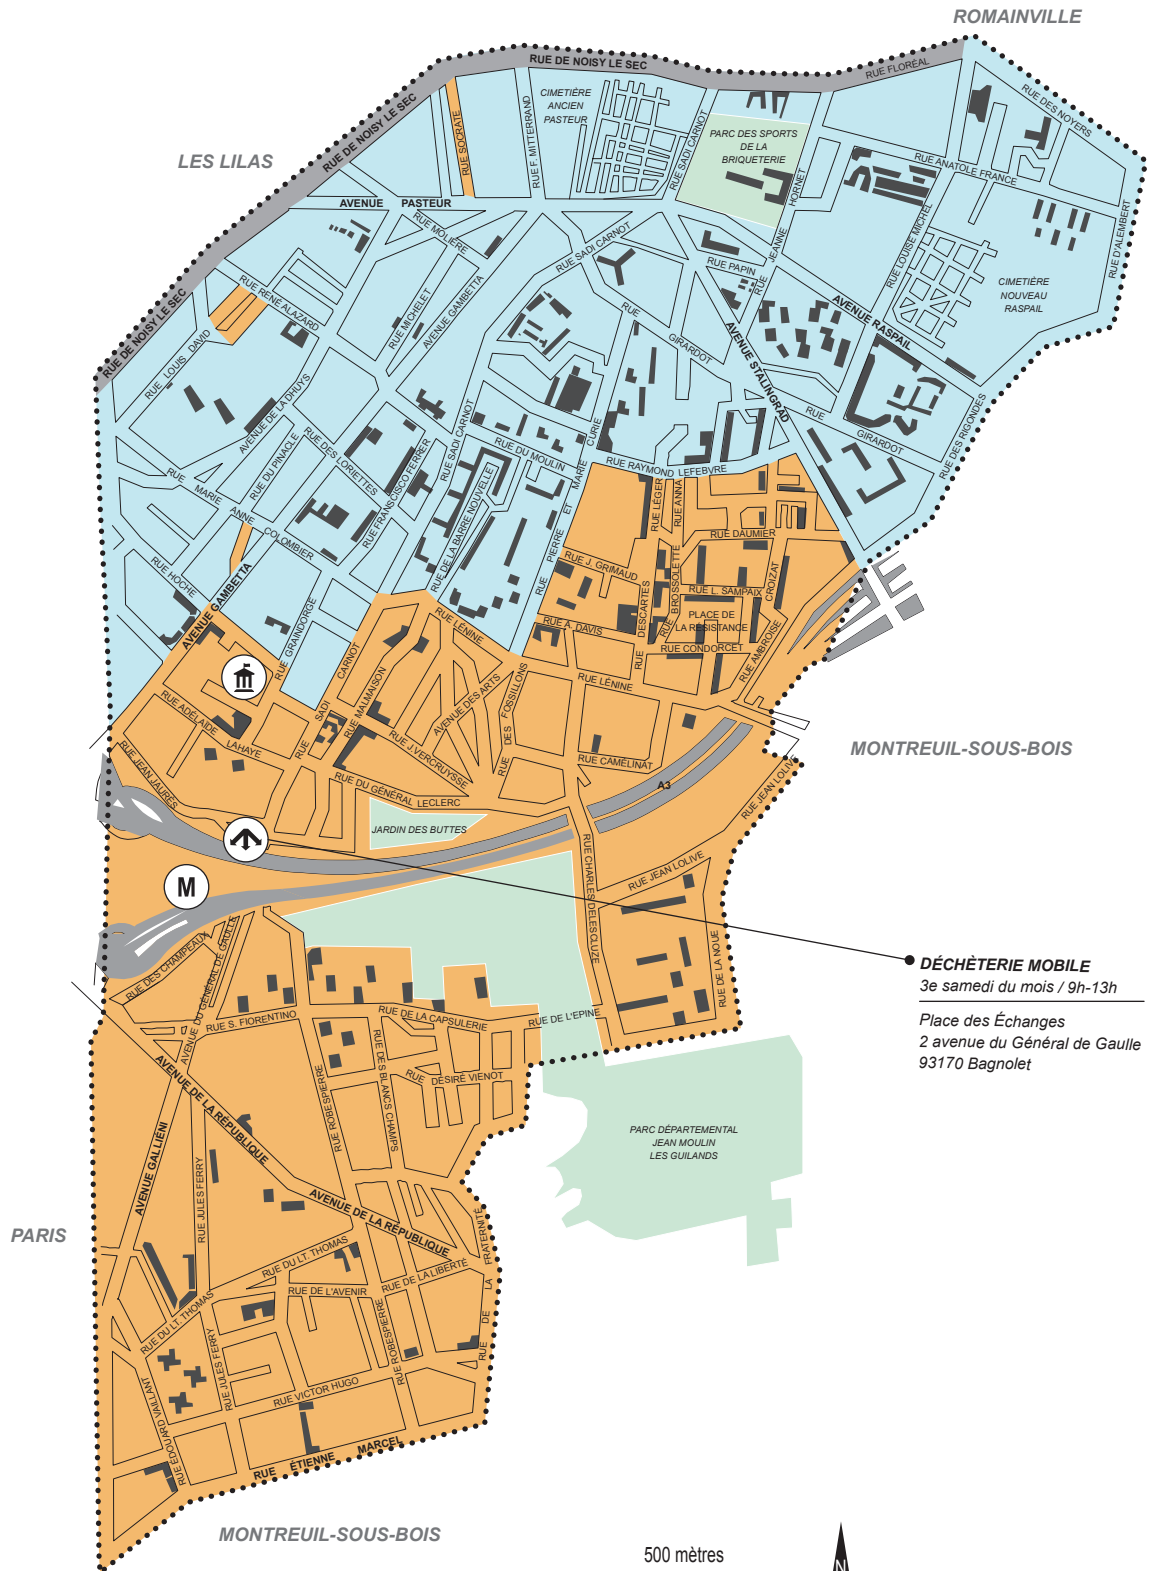 ROMAINVILLE
RUE DE NOISY LE SEC
RUE FLORÉAL
RUE DES NOYERS
CIMETIÈRE
ANCIEN
PASTEUR
RUE SOCRATE
RUE F. MITTERRAND
RUE DE NOISY LE SEC
RUE SADI CARNOT
PARC DES SPORTS
DE LA
BRIQUETERIE
LES LILAS
RUE ANATOLE FRANCE
AVENUE PASTEUR
RUE MOLIÈRE
RUE JEANNE HORNET
RUE LOUISE MICHEL
RUE D'ALEMBERT
RUE SADI CARNOT
RUE PAPIN
CIMETIÈRE
NOUVEAU
RASPAIL
RUE RENÉ ALAZARD
RUE MICHELET
AVENUE GAMBETTA
AVENUE RASPAIL
RUE DE NOISY LE SEC
RUE LOUIS DAVID
RUE GIRARDOT
AVENUE STALINGRAD
AVENUE DE LA DHUYS
RUE GIRARDOT
RUE DES RIGONDES
RUE DES LORIETTES
RUE DU PINACLE
RUE FRANCISCO FERRER
RUE SADI CARNOT
RUE DU MOULIN
RUE PIERRE ET MARIE CURIE
RUE RAYMOND LEFEBVRE
RUE MARIE ANNE COLOMBIER
RUE DE LA BARRE NOUVELLE
RUE LÉGER
RUE ANNA
RUE DAUMIER
RUE HOCHE
AVENUE GAMBETTA
RUE J. GRIMAUD
RUE DESCARTES
RUE BROSSOLETTE
RUE L. SAMPAIX
RUE AMBROISE CROIZAT
PLACE DE
LA RÉSISTANCE
RUE GRAINDORGE
RUE LÉNINE
RUE A. DAVIS
RUE CONDORCET
RUE SADI CARNOT
RUE MALMAISON
AVENUE DES ARTS
RUE DES FOSSILLONS
RUE LÉNINE
RUE ADÉLAÏDE LAHAYE
RUE J.VERCRUYSSE
RUE CAMÉLINAT
MONTREUIL-SOUS-BOIS
RUE JEAN JAURÈS
RUE DU GÉNÉRAL LECLERC
A3
RUE JEAN LOLIVE
JARDIN DES BUTTES
M
RUE CHARLES DELESCLUZE
RUE JEAN LOLIVE
RUE DES CHAMPEAUX
AVENUE DU GÉNÉRAL DE GAULLE
RUE DE LA NOUE
DÉCHÈTERIE MOBILE
3e samedi du mois / 9h-13h
Place des Échanges
2 avenue du Général de Gaulle
93170 Bagnolet
RUE S. FIORENTINO
RUE DE LA CAPSULERIE
RUE DE L'EPINE
AVENUE DE LA RÉPUBLIQUE
RUE ROBESPIERRE
RUE DES BLANCS CHAMPS
RUE DÉSIRÉ VIENOT
PARC DÉPARTEMENTAL
JEAN MOULIN
LES GUILANDS
AVENUE GALLIÉNI
RUE JULES FERRY
AVENUE DE LA RÉPUBLIQUE
PARIS
RUE DU LT. THOMAS
RUE DE LA LIBERTÉ
RUE DE LA FRATERNITÉ
RUE DE L'AVENIR
RUE DU LT. THOMAS
RUE JULES FERRY
RUE ROBESPIERRE
RUE ÉDOUARD VAILLANT
RUE VICTOR HUGO
RUE ÉTIENNE MARCEL
MONTREUIL-SOUS-BOIS
500 mètres
N